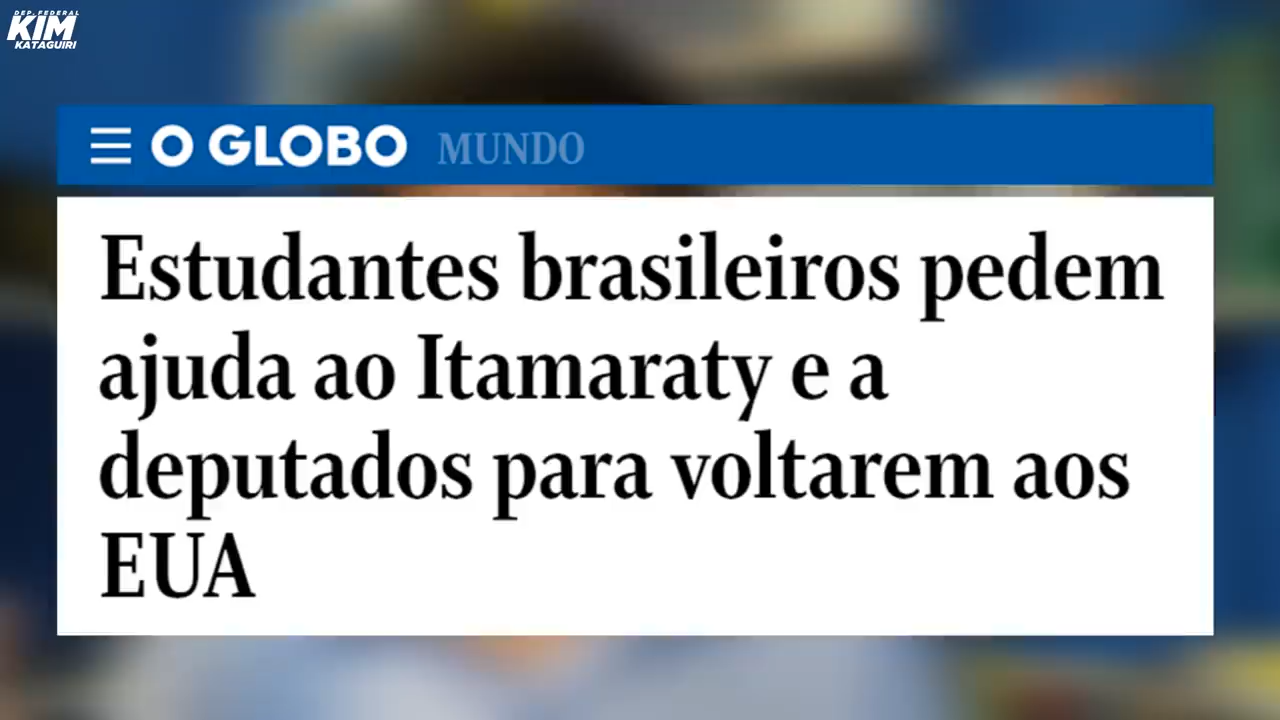 DEP. FEDERAL
KIM
KATAGUIRI
O GLOBO MUNDO
Estudantes brasileiros pedem
ajuda ao Itamaraty e a
deputados para voltarem aos
EUA